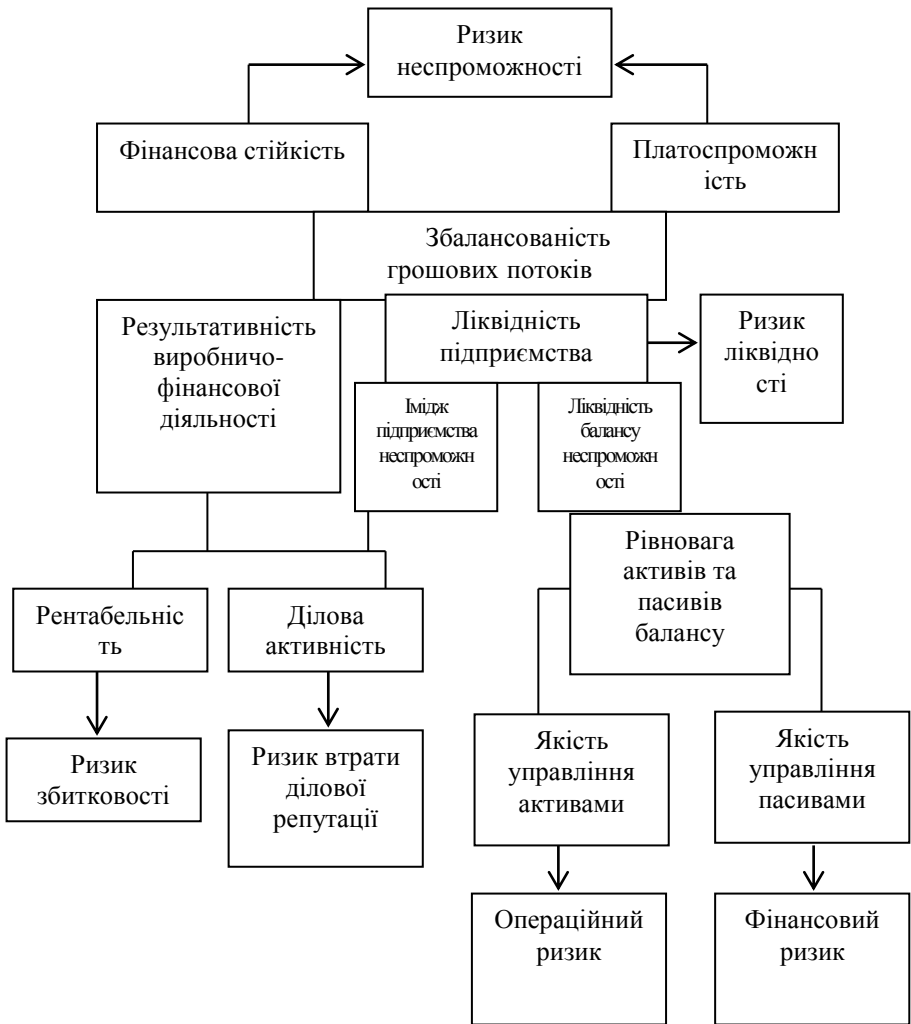 Ризик
неспроможності
Фінансова стійкість
Платоспроможн
ість
Збалансованість
грошових потоків
Результативність
виробничо-
фінансової
діяльності
Ліквідність
підприємства
Ризик
ліквідно
сті
Імідж
підприємства
неспроможн
ості
Ліквідність
балансу
неспроможн
ості
Рівновага
активів та
пасивів
балансу
Рентабельніс
ть
Ділова
активність
Ризик
збитковості
Ризик втрати
ділової
репутації
Якість
управління
активами
Якість
управління
пасивами
Операційний
ризик
Фінансовий
ризик